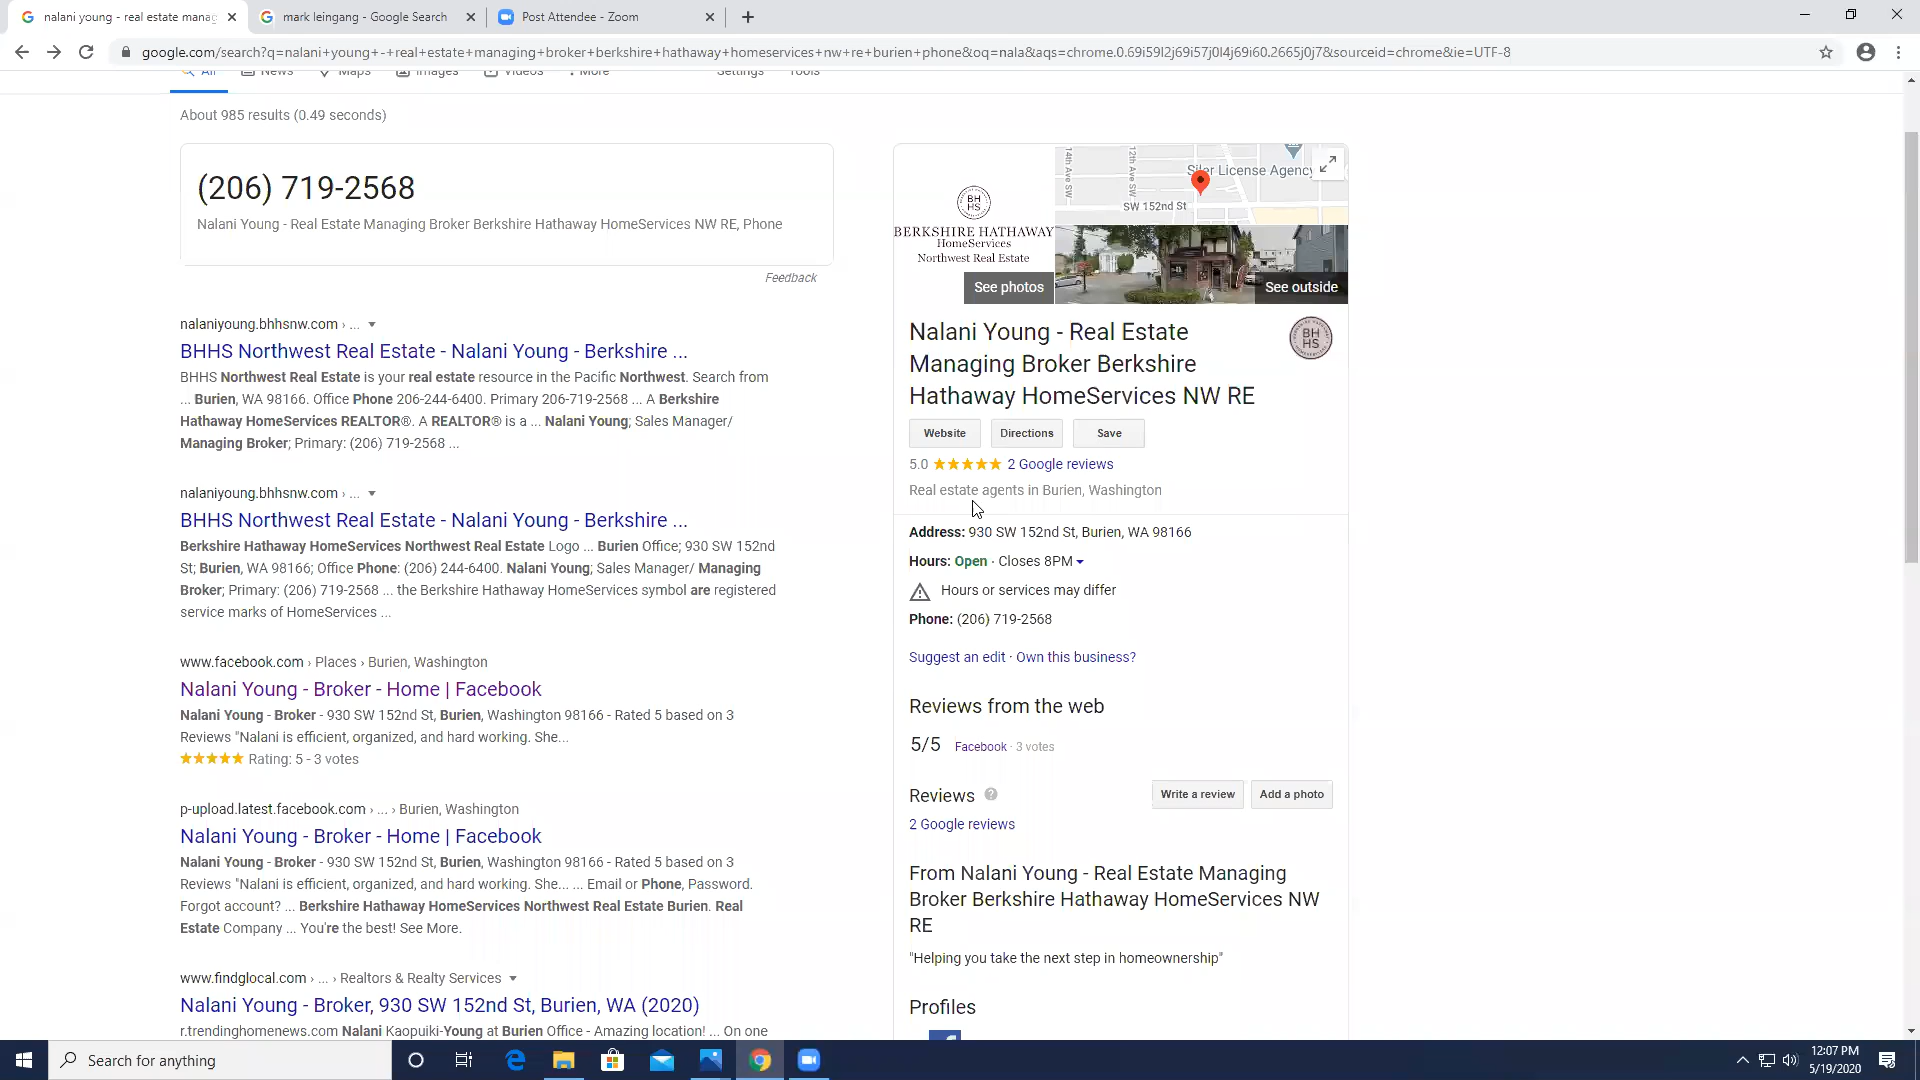 nalani young - real estate manag
mark leingang - Google Search
Post Attendee - Zoom
google.com/search?q=nalani+young+-+real+estate+managing+broker+berkshire+hathaway+homeservices+nw+re+burien+phone&oq=nala&aqs=chrome.0.69i59l2j69i57j0l4j69i60.2665j0j7&sourceid=chrome&ie=UTF-8
All News Maps Images Videos More Settings Tools
About 985 results (0.49 seconds)
(206) 719-2568
Nalani Young - Real Estate Managing Broker Berkshire Hathaway HomeServices NW RE, Phone
Feedback
nalaniyoung.bhhsnw.com › ...
BHHS Northwest Real Estate - Nalani Young - Berkshire ...
BHHS Northwest Real Estate is your real estate resource in the Pacific Northwest. Search from
... Burien, WA 98166. Office Phone 206-244-6400. Primary 206-719-2568 ... A Berkshire
Hathaway HomeServices REALTOR®. A REALTOR® is a ... Nalani Young; Sales Manager/
Managing Broker; Primary: (206) 719-2568 ...
nalaniyoung.bhhsnw.com › ...
BHHS Northwest Real Estate - Nalani Young - Berkshire ...
Berkshire Hathaway HomeServices Northwest Real Estate Logo ... Burien Office; 930 SW 152nd
St; Burien, WA 98166; Office Phone: (206) 244-6400. Nalani Young; Sales Manager/ Managing
Broker; Primary: (206) 719-2568 ... the Berkshire Hathaway HomeServices symbol are registered
service marks of HomeServices ...
www.facebook.com › Places › Burien, Washington
Nalani Young - Broker - Home | Facebook
Nalani Young - Broker - 930 SW 152nd St, Burien, Washington 98166 - Rated 5 based on 3
Reviews "Nalani is efficient, organized, and hard working. She...
Rating: 5 - 3 votes
p-upload.latest.facebook.com › ... › Burien, Washington
Nalani Young - Broker - Home | Facebook
Nalani Young - Broker - 930 SW 152nd St, Burien, Washington 98166 - Rated 5 based on 3
Reviews "Nalani is efficient, organized, and hard working. She... ... Email or Phone, Password.
Forgot account? ... Berkshire Hathaway HomeServices Northwest Real Estate Burien. Real
Estate Company ... You're the best! See More.
www.findglocal.com › ... › Realtors & Realty Services
Nalani Young - Broker, 930 SW 152nd St, Burien, WA (2020)
r.trendinghomenews.com Nalani Kaopuiki-Young at Burien Office - Amazing location! ... On one
BH
HS
BERKSHIRE HATHAWAY
HomeServices
Northwest Real Estate
See photos
14th Ave SW
12th Ave SW
Siler License Agency
SW 152nd St
See outside
Nalani Young - Real Estate
Managing Broker Berkshire
Hathaway HomeServices NW RE
BH
HS
Website
Directions
Save
5.0 2 Google reviews
Real estate agents in Burien, Washington
Address: 930 SW 152nd St, Burien, WA 98166
Hours: Open · Closes 8PM
Hours or services may differ
Phone: (206) 719-2568
Suggest an edit · Own this business?
Reviews from the web
5/5 Facebook · 3 votes
Reviews
Write a review
Add a photo
2 Google reviews
From Nalani Young - Real Estate Managing
Broker Berkshire Hathaway HomeServices NW
RE
"Helping you take the next step in homeownership"
Profiles
Search for anything
12:07 PM
5/19/2020